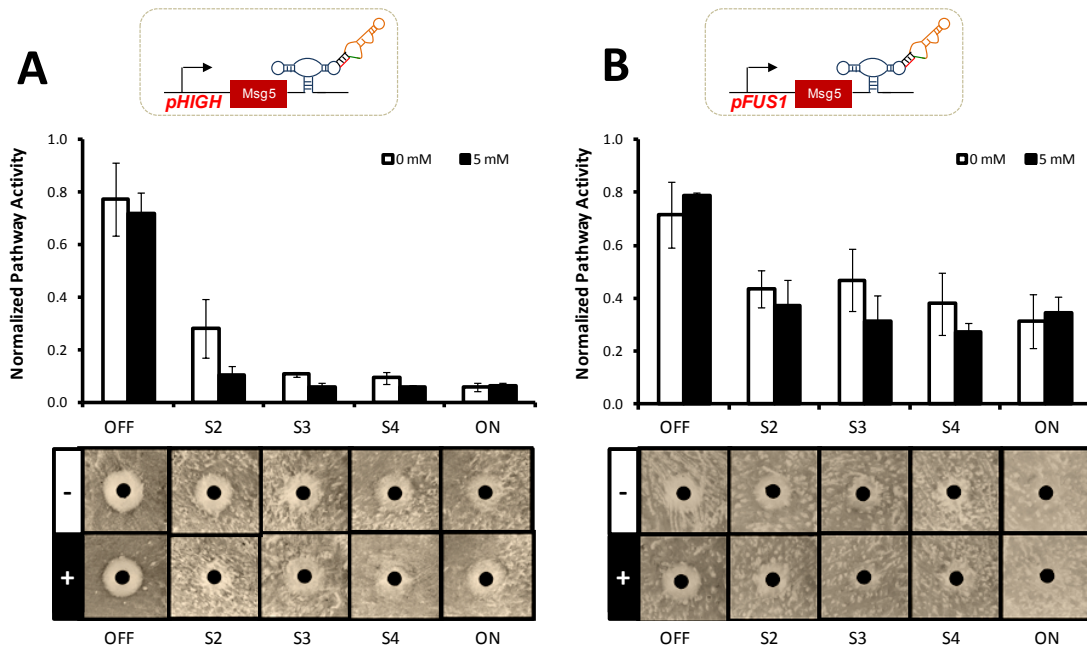 A
pHIGH
Msg5
Normalized Pathway Activity
1.0
0.8
0.6
0.4
0.2
0.0
0 mM
5 mM
OFF S2 S3 S4 ON
-
+
OFF S2 S3 S4 ON
B
pFUS1
Msg5
Normalized Pathway Activity
1.0
0.8
0.6
0.4
0.2
0.0
0 mM
5 mM
OFF S2 S3 S4 ON
-
+
OFF S2 S3 S4 ON